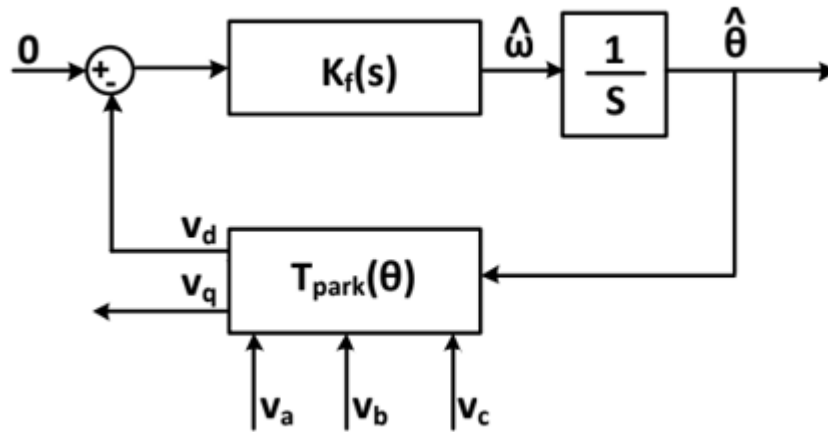 0
+
-
K_f(s)
ω̂
1
S
θ̂
v_d
v_q
T_park(θ)
v_a v_b v_c